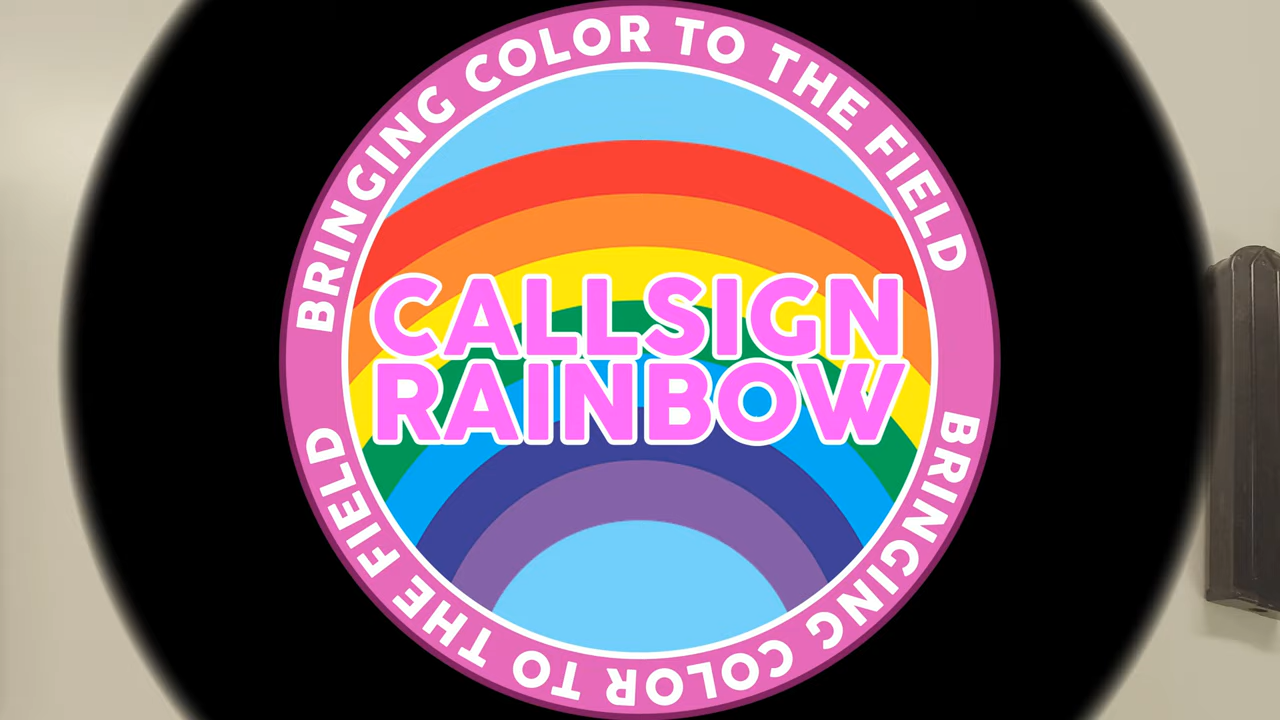 BRINGING COLOR TO THE FIELD
CALLSIGN
RAINBOW
BRINGING COLOR TO THE FIELD